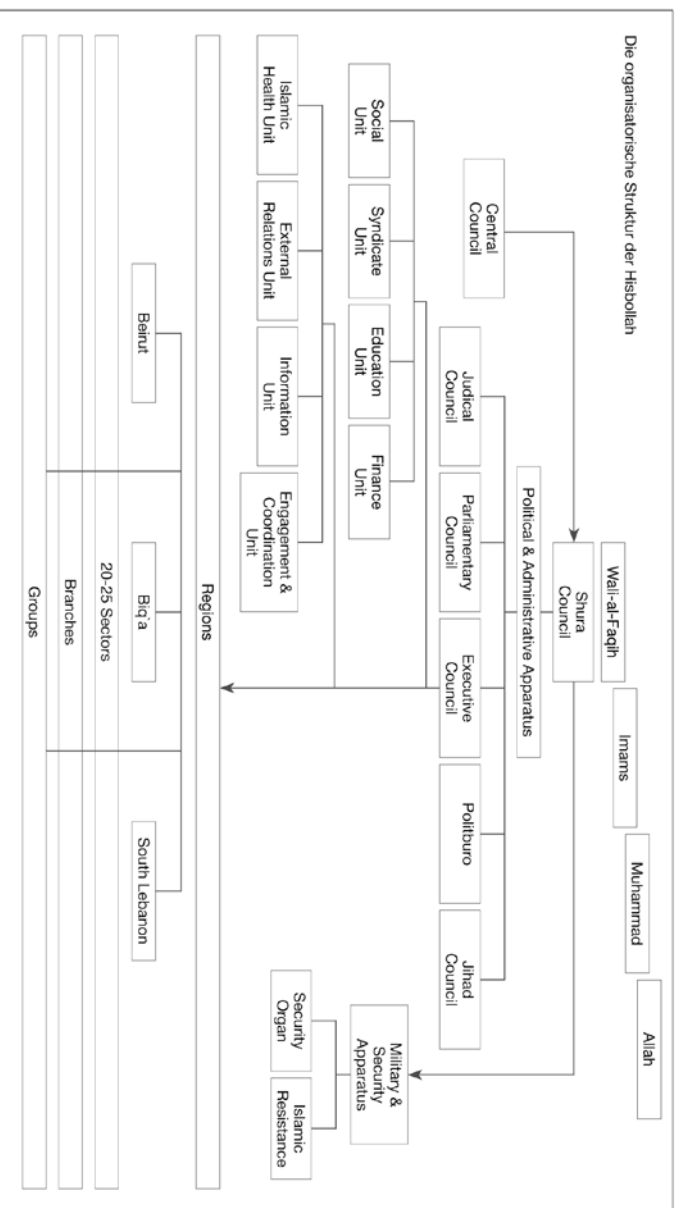 Die organisatorische Struktur der Hisbollah
Allah
Muhammad
Imams
Wali-al-Faqih
Shura
Council
Central
Council
Political & Administrative Apparatus
Judical
Council
Parliamentary
Council
Executive
Council
Politburo
Jihad
Council
Military &
Security
Apparatus
Social
Unit
Syndicate
Unit
Education
Unit
Finance
Unit
Islamic
Health Unit
External
Relations Unit
Information
Unit
Engagement &
Coordination
Unit
Security
Organ
Islamic
Resistance
Regions
Beirut
Biq`a
South Lebanon
20-25 Sectors
Branches
Groups